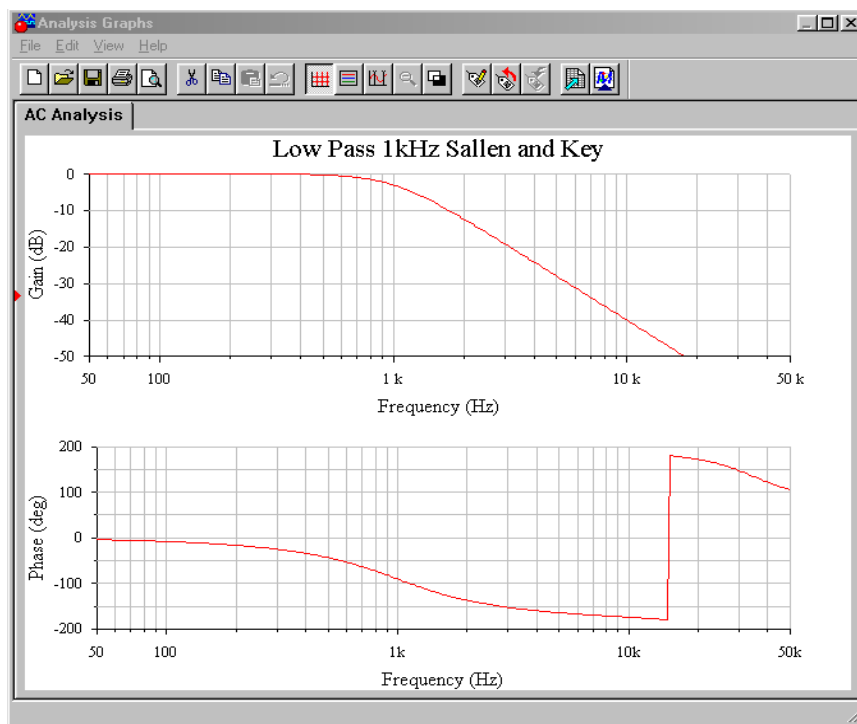 Analysis Graphs
File Edit View Help
AC Analysis
Low Pass 1kHz Sallen and Key
Gain (dB)
0
-10
-20
-30
-40
-50
50 100 1 k 10 k 50 k
Frequency (Hz)
Phase (deg)
200
100
0
-100
-200
50 100 1k 10k 50k
Frequency (Hz)